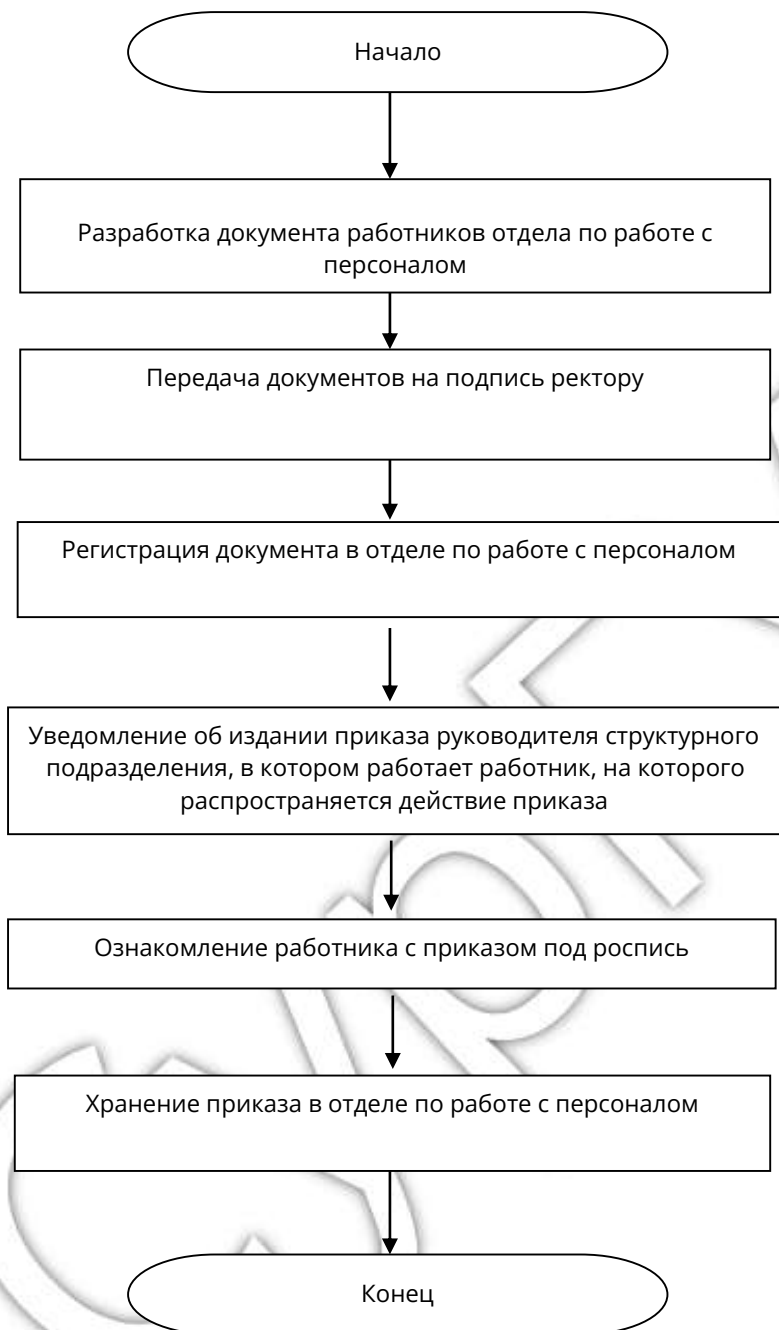 Начало
Разработка документа работников отдела по работе с
персоналом
Передача документов на подпись ректору
Регистрация документа в отделе по работе с персоналом
Уведомление об издании приказа руководителя структурного
подразделения, в котором работает работник, на которого
распространяется действие приказа
Ознакомление работника с приказом под роспись
Хранение приказа в отделе по работе с персоналом
Конец